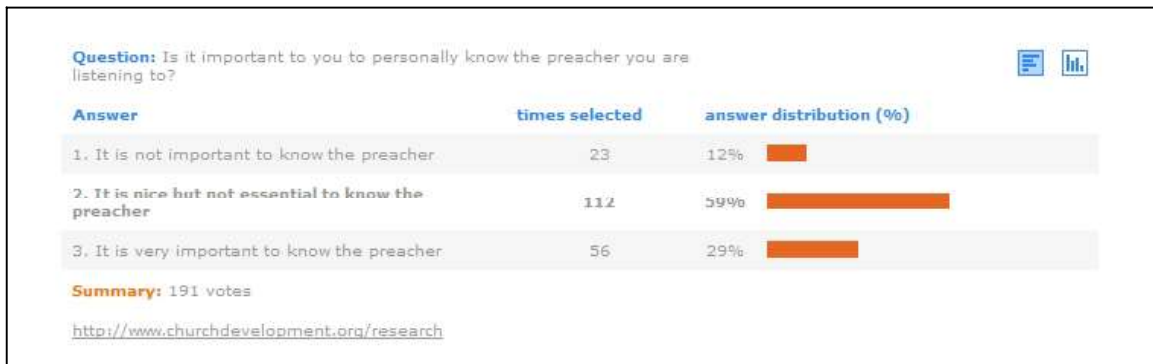 Question: Is it important to you to personally know the preacher you are
listening to?
Answer times selected answer distribution (%)
1. It is not important to know the preacher 23 12%
2. It is nice but not essential to know the
preacher 112 59%
3. It is very important to know the preacher 56 29%
Summary: 191 votes
http://www.churchdevelopment.org/research